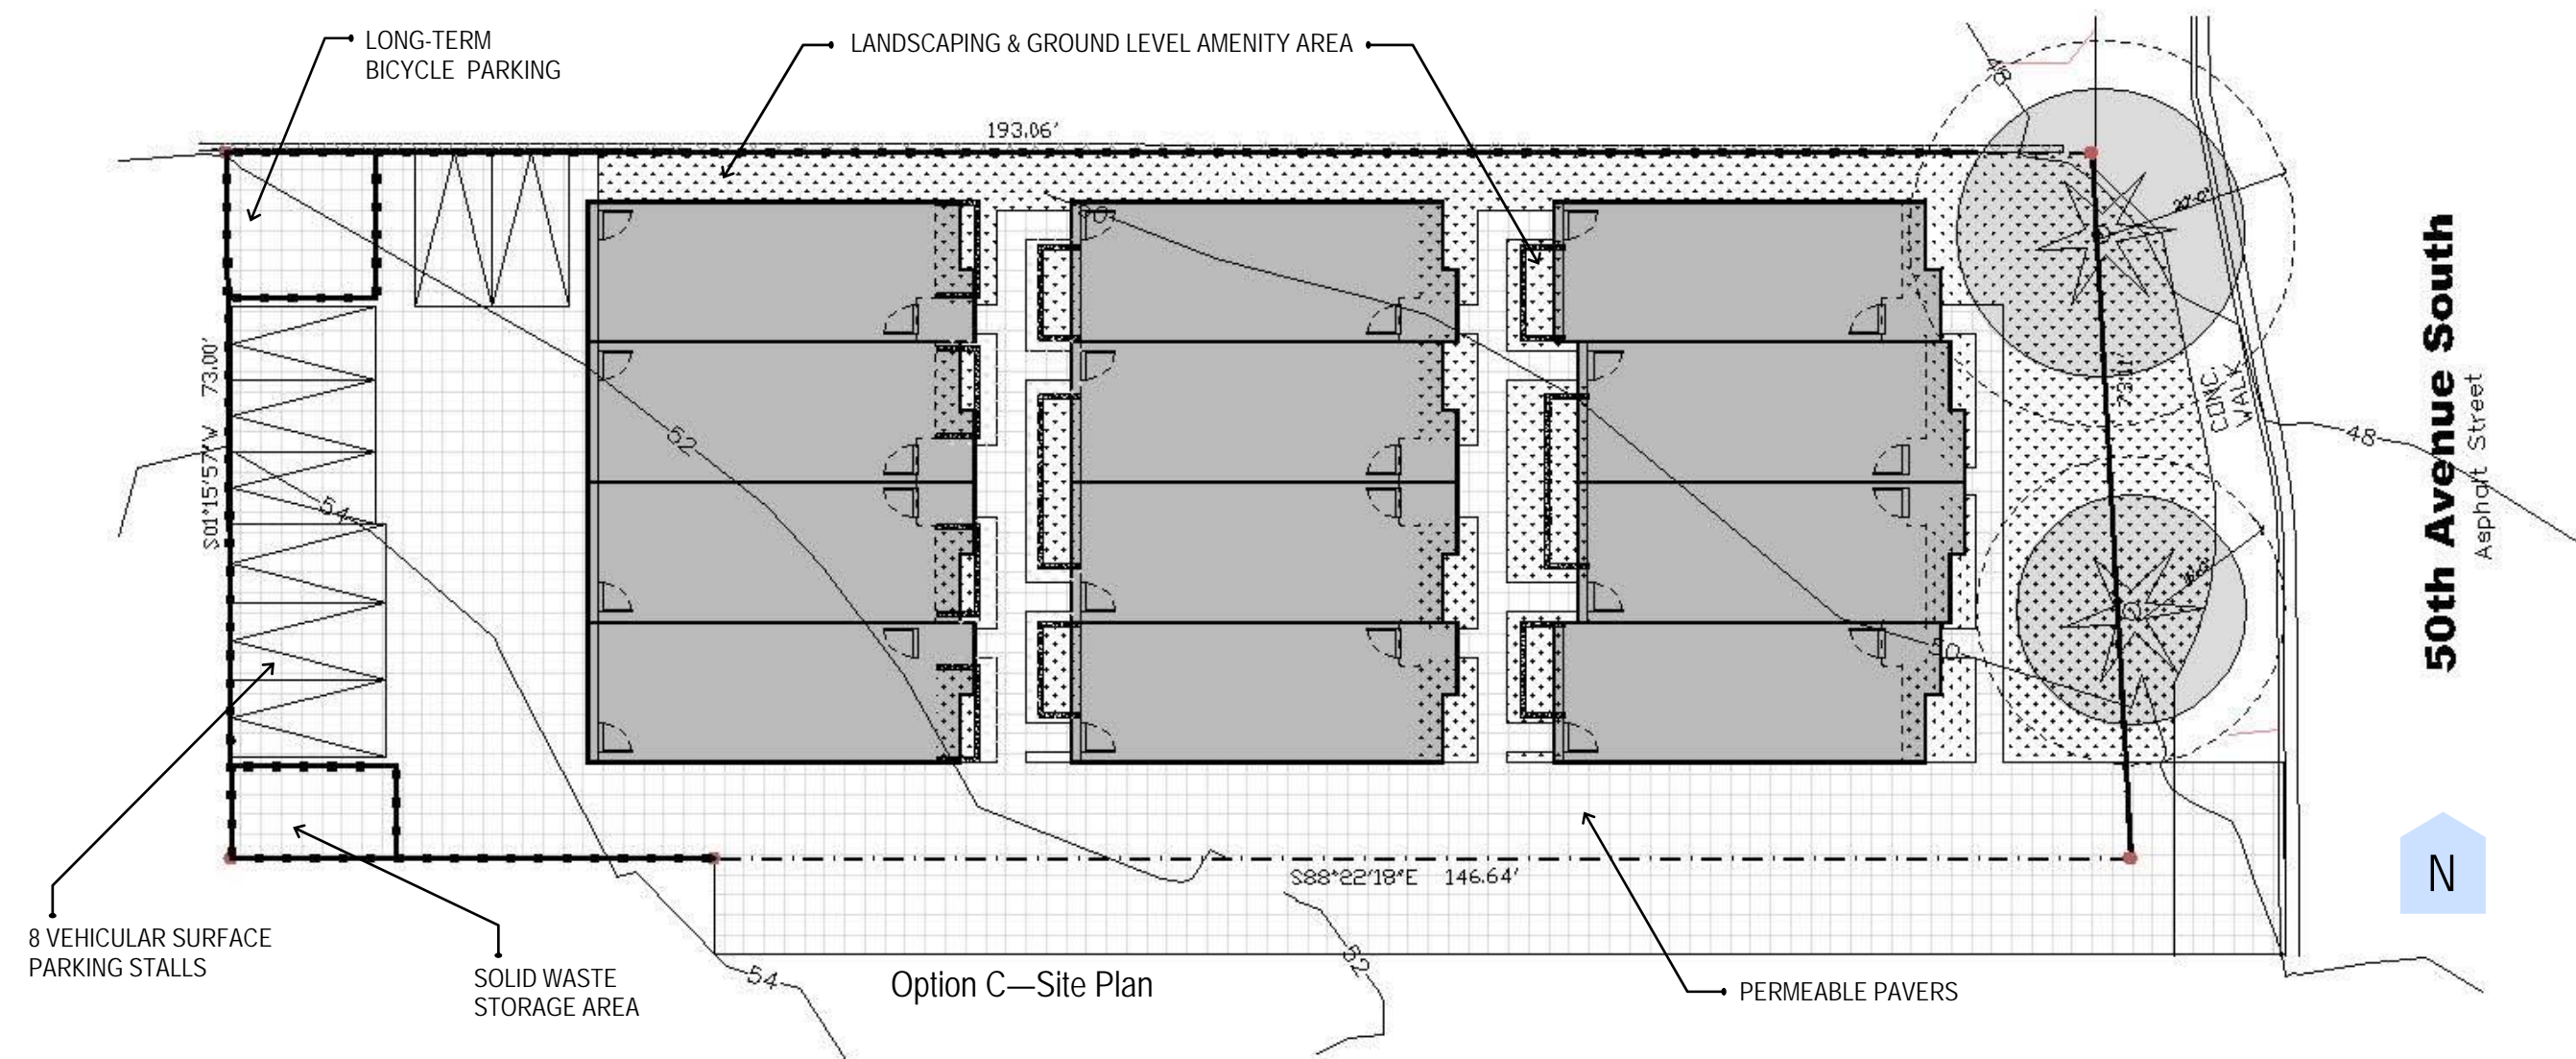 LONG-TERM
BICYCLE PARKING
LANDSCAPING & GROUND LEVEL AMENITY AREA
48
193.06'
50
S01°15'57"W 73.00'
52
54
CONC
WALK
50th Avenue South
Asphalt Street
48
50
S88°22'18"E 146.64'
N
8 VEHICULAR SURFACE
PARKING STALLS
SOLID WASTE
STORAGE AREA
54
Option C—Site Plan
52
PERMEABLE PAVERS